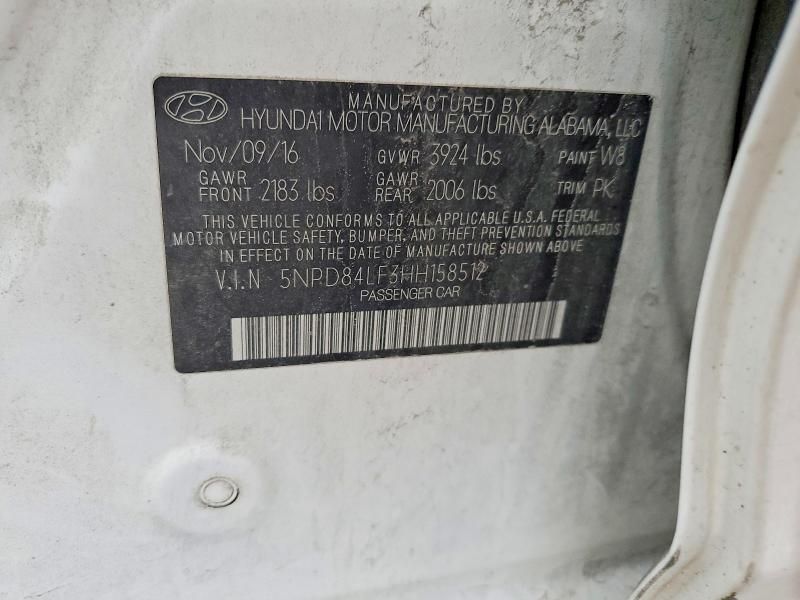 MANUFACTURED BY
HYUNDAI MOTOR MANUFACTURING ALABAMA, LLC
Nov/09/16 GVWR 3924 lbs PAINT W8
GAWR FRONT 2183 lbs GAWR REAR 2006 lbs TRIM PK
THIS VEHICLE CONFORMS TO ALL APPLICABLE U.S.A. FEDERAL
MOTOR VEHICLE SAFETY, BUMPER, AND THEFT PREVENTION STANDARDS
IN EFFECT ON THE DATE OF MANUFACTURE SHOWN ABOVE
V.I.N 5NPD84LF3HH158512
PASSENGER CAR